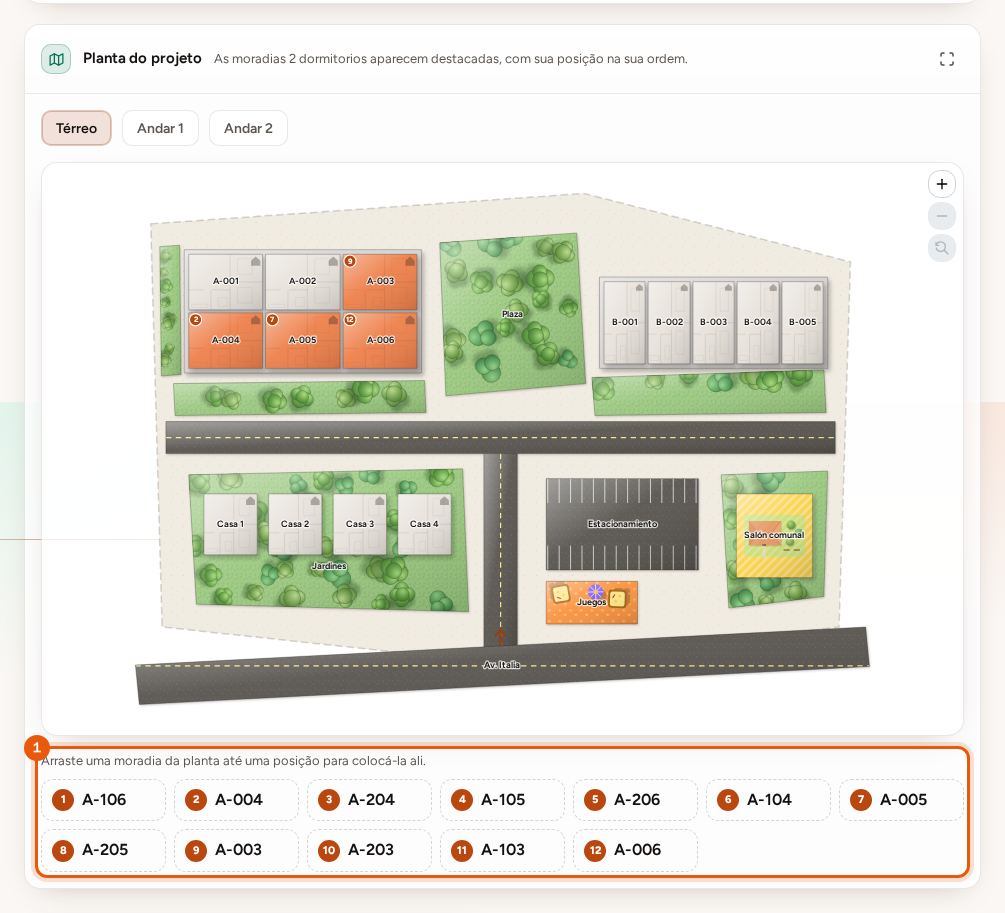 Planta do projeto As moradias 2 dormitorios aparecem destacadas, com sua posição na sua ordem.
Térreo Andar 1 Andar 2
9
A-001 A-002 A-003
2 7 12
A-004 A-005 A-006
Plaza
B-001 B-002 B-003 B-004 B-005
Casa 1 Casa 2 Casa 3 Casa 4
Jardines
Estacionamiento
Salón comunal
Juegos
Av. Italia
1
Arraste uma moradia da planta até uma posição para colocá-la ali.
1 A-106 2 A-004 3 A-204 4 A-105 5 A-206 6 A-104 7 A-005
8 A-205 9 A-003 10 A-203 11 A-103 12 A-006